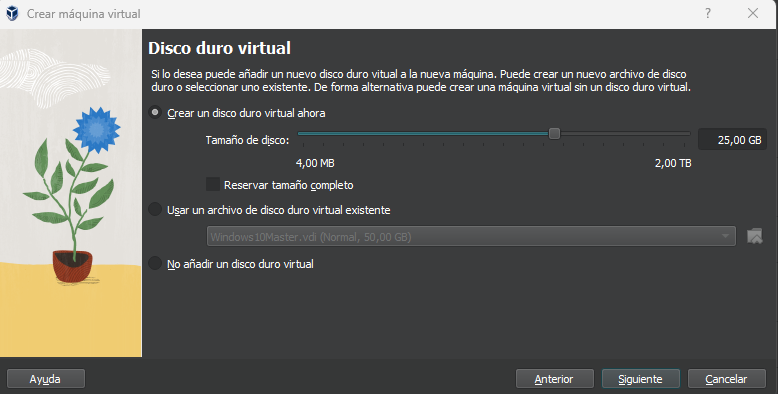 Crear máquina virtual
?
Disco duro virtual
Si lo desea puede añadir un nuevo disco duro vitual a la nueva máquina. Puede crear un nuevo archivo de disco
duro o seleccionar uno existente. De forma alternativa puede crear una máquina virtual sin un disco duro virtual.
Crear un disco duro virtual ahora
Tamaño de disco:
25,00 GB
4,00 MB
2,00 TB
Reservar tamaño completo
Usar un archivo de disco duro virtual existente
Windows10Master.vdi (Normal, 50,00 GB)
No añadir un disco duro virtual
Ayuda
Anterior
Siguiente
Cancelar